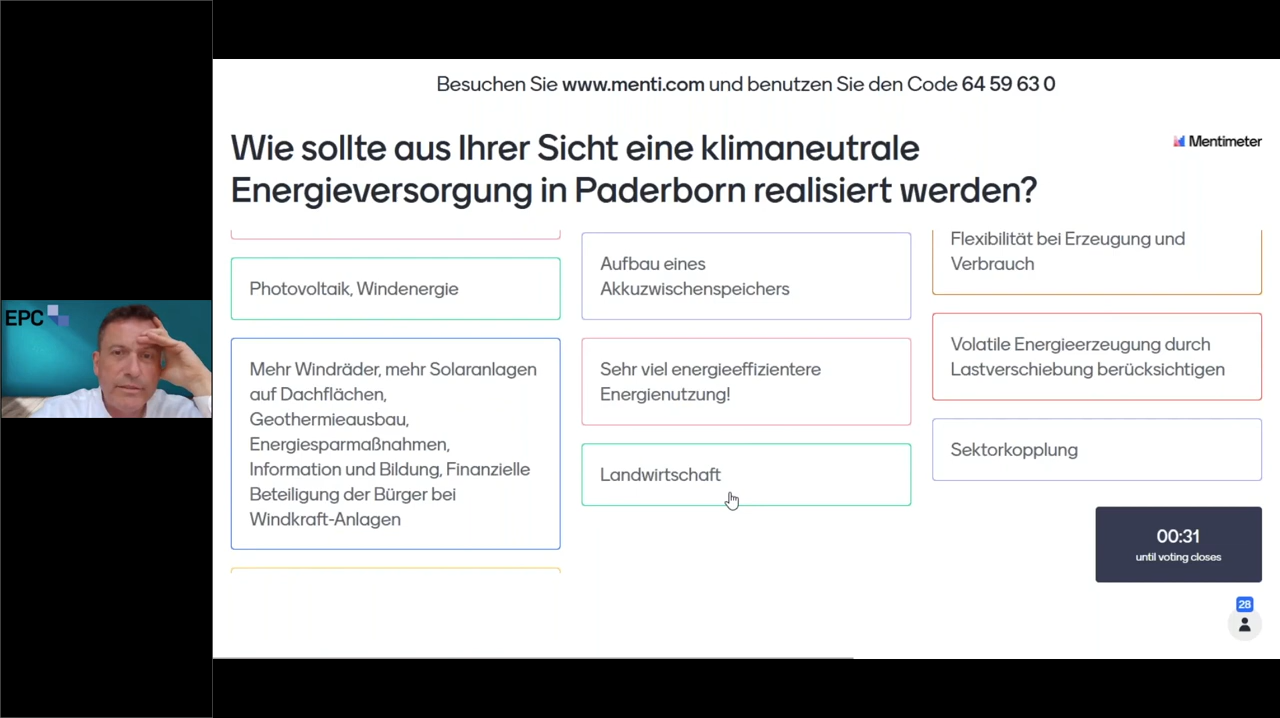 Besuchen Sie www.menti.com und benutzen Sie den Code 64 59 63 0
Wie sollte aus Ihrer Sicht eine klimaneutrale
Energieversorgung in Paderborn realisiert werden?
Mentimeter
Photovoltaik, Windenergie
Mehr Windräder, mehr Solaranlagen
auf Dachflächen,
Geothermieausbau,
Energiesparmaßnahmen,
Information und Bildung, Finanzielle
Beteiligung der Bürger bei
Windkraft-Anlagen
Aufbau eines
Akkuzwischenspeichers
Sehr viel energieeffizientere
Energienutzung!
Landwirtschaft
Flexibilität bei Erzeugung und
Verbrauch
Volatile Energieerzeugung durch
Lastverschiebung berücksichtigen
Sektorkopplung
00:31
until voting closes
28
EPC